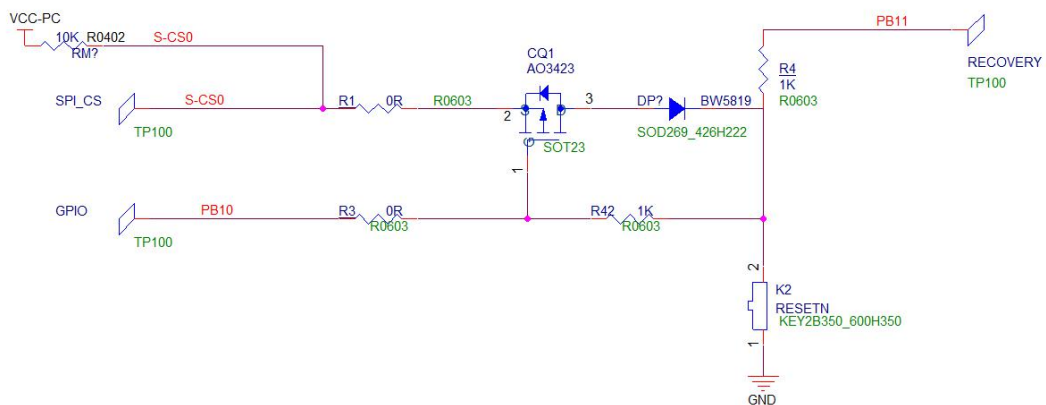 VCC-PC
10K R0402 S-CS0
RM?
PB11
CQ1
AO3423
R4
1K
R0603
RECOVERY
TP100
SPI_CS S-CS0
TP100
R1 0R R0603
2 3
DP? BW5819
SOD269_426H222
S
G
SOT23
1
GPIO PB10
TP100
R3 0R
R0603
R42 1K
R0603
2
K2
RESETN
KEY2B350_600H350
1
GND